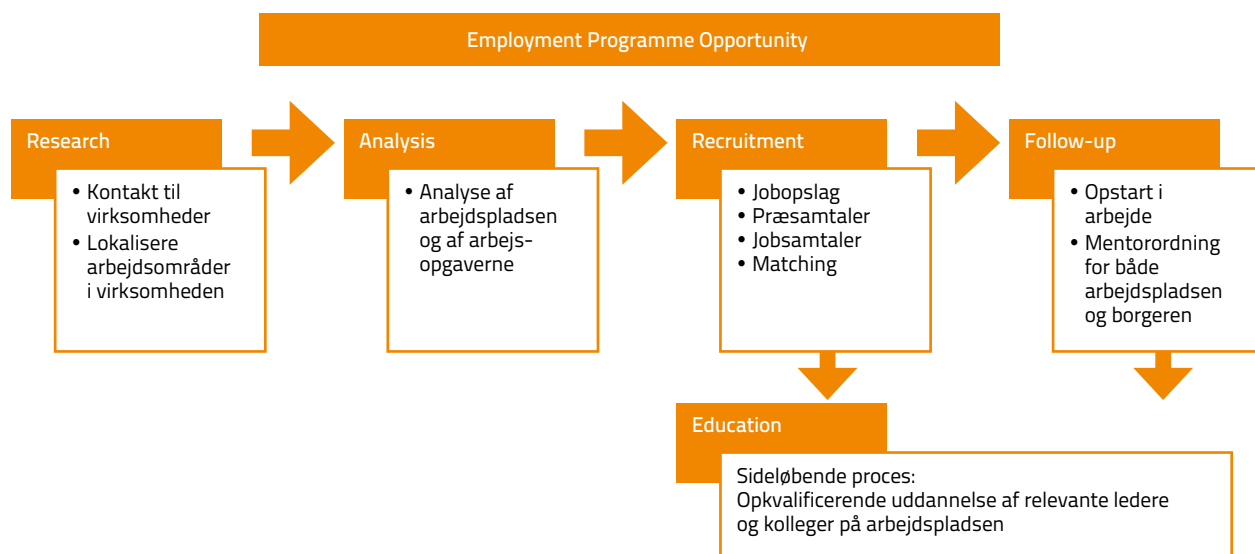 Employment Programme Opportunity
Research
• Kontakt til
virksomheder
• Lokalisere
arbejdsområder
i virksomheden
Analysis
• Analyse af
arbejdspladsen
og af arbejs-
opgaverne
Recruitment
• Jobopslag
• Præsamtaler
• Jobsamtaler
• Matching
Follow-up
• Opstart i
arbejde
• Mentorordning
for både
arbejdspladsen
og borgeren
Education
Sideløbende proces:
Opkvalificerende uddannelse af relevante ledere
og kolleger på arbejdspladsen